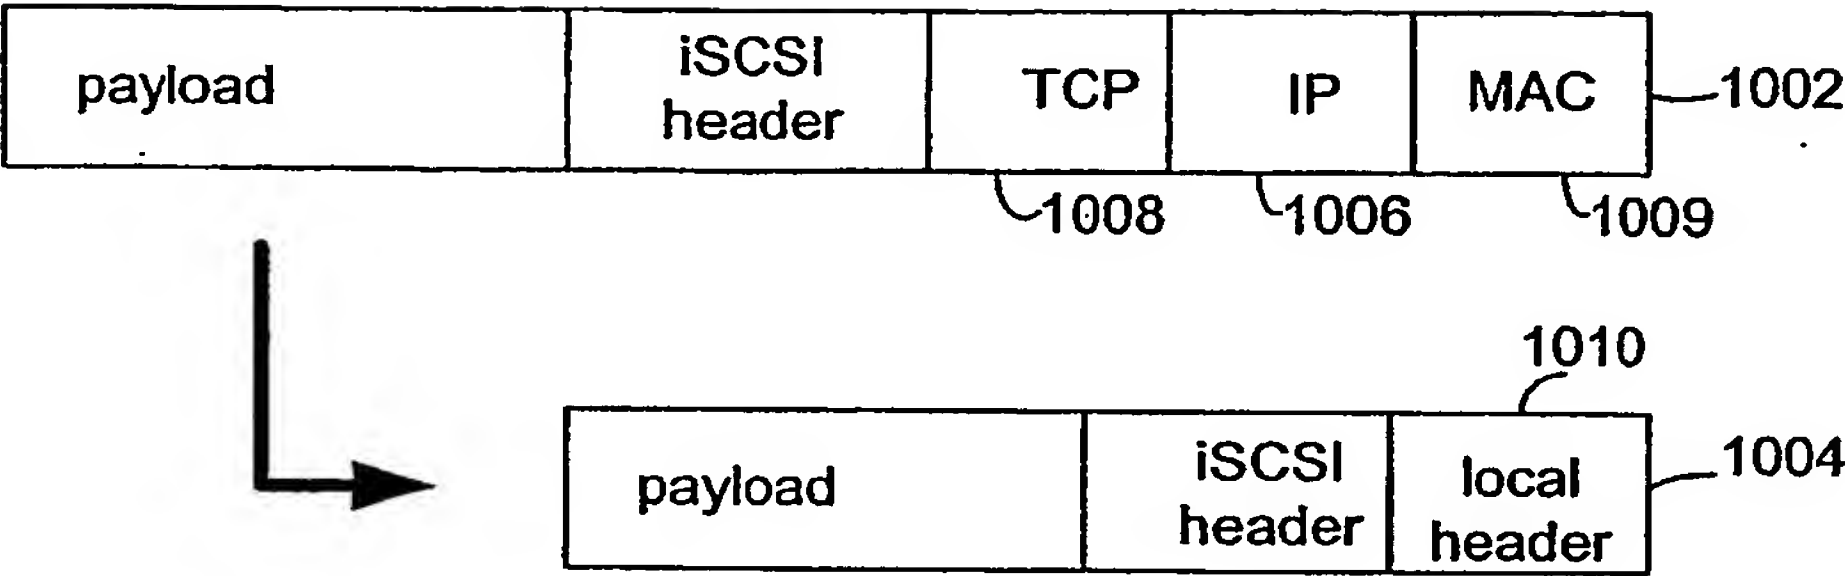 payload
iSCSI
header
TCP
IP
MAC
1002
1008
1006
1009
1010
payload
iSCSI
header
local
header
1004